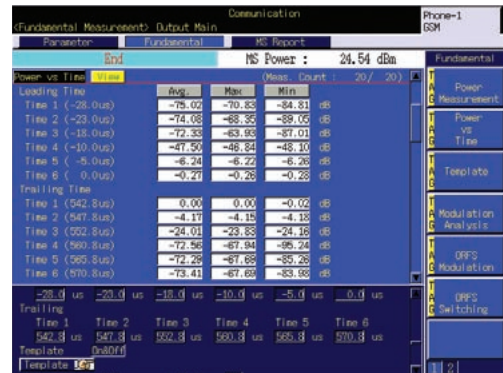 Communication
Phone-1
<Fundamental Measurement> Output Main
GSM
Parameter Fundamental MS Report
End MS Power : 24.54 dBm Fundamental
Power vs Time View (Meas. Count : 20/ 20)
Leading Time Avg. Max Min
Time 1 (-28.0us) -75.02 -70.83 -84.81 dB
Time 2 (-23.0us) -74.08 -68.35 -89.05 dB
Time 3 (-18.0us) -72.33 -63.93 -87.01 dB
Time 4 (-10.0us) -47.50 -46.84 -48.10 dB
Time 5 ( -5.0us) -6.24 -6.22 -6.26 dB
Time 6 ( 0.0us) -0.27 -0.26 -0.28 dB
Trailing Time
Time 1 (542.8us) 0.00 0.00 -0.02 dB
Time 2 (547.8us) -4.17 -4.15 -4.18 dB
Time 3 (552.8us) -24.01 -23.83 -24.16 dB
Time 4 (560.8us) -72.56 -67.94 -95.24 dB
Time 5 (565.8us) -72.29 -67.69 -85.26 dB
Time 6 (570.8us) -73.41 -67.69 -83.98 dB
-28.0 us -23.0 us -18.0 us -10.0 us -5.0 us 0.0 us
Trailing
Time 1 Time 2 Time 3 Time 4 Time 5 Time 6
542.8 us 547.8 us 552.8 us 560.8 us 565.8 us 570.8 us
Template On&Off
Template
TAG
Power
Measurement
TAG
Power
vs
Time
TAG
Template
TAG
Modulation
Analysis
TAG
ORFS
Modulation
TAG
ORFS
Switching
1 2